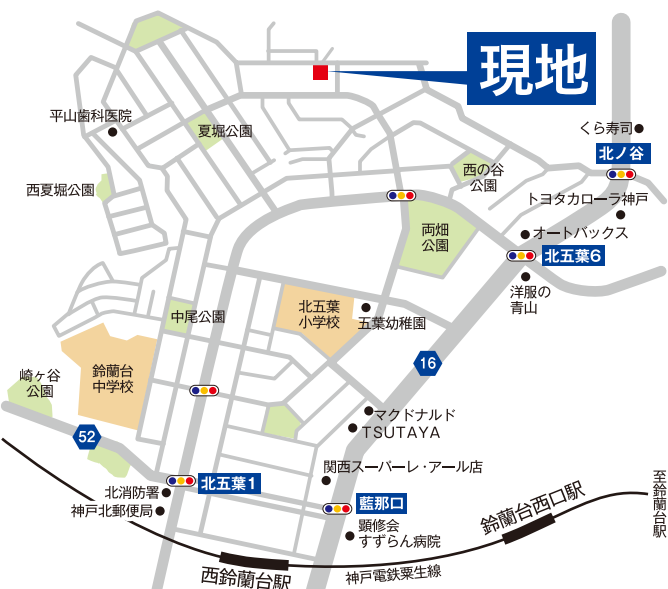 現地
くら寿司
北ノ谷
平山歯科医院
夏堀公園
西の谷
公園
西夏堀公園
トヨタカローラ神戸
両畑
公園
オートバックス
北五葉6
洋服の
青山
北五葉
小学校
中尾公園
五葉幼稚園
16
鈴蘭台
中学校
崎ヶ谷
公園
マクドナルド
TSUTAYA
52
関西スーパーレ・アール店
北五葉1
北消防署
神戸北郵便局
藍那口
顕修会
すずらん病院
鈴蘭台西口駅
至鈴蘭台駅
西鈴蘭台駅
神戸電鉄粟生線